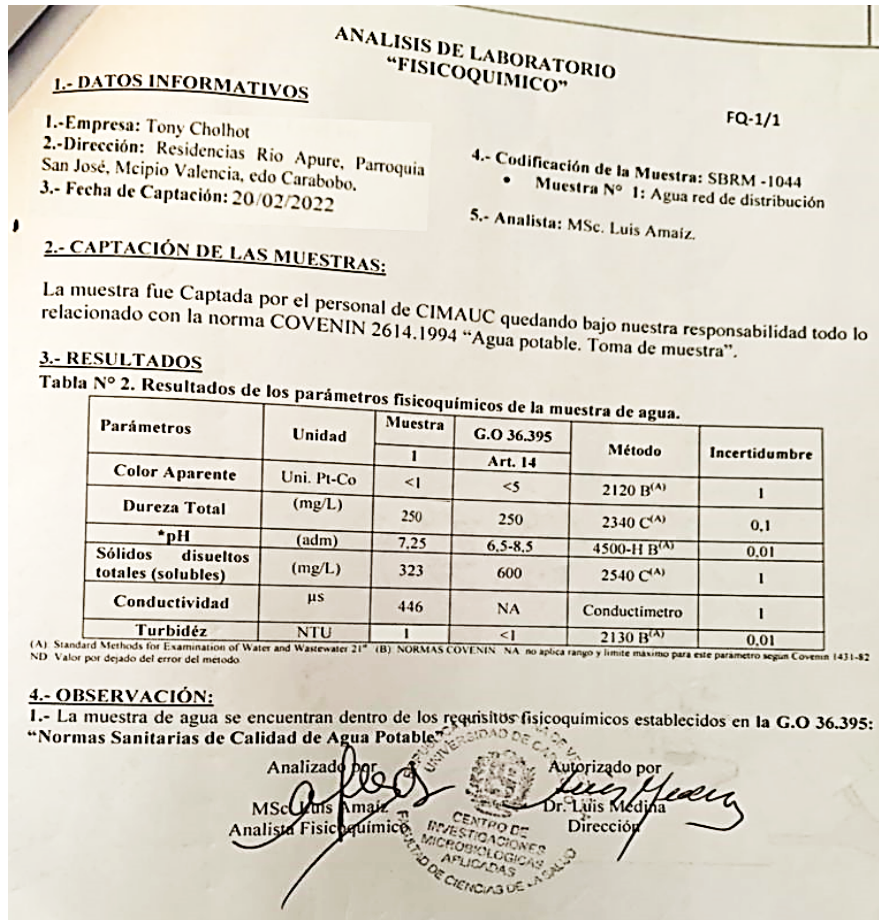 ANALISIS DE LABORATORIO
“FISICOQUIMICO”
1.- DATOS INFORMATIVOS
FQ-1/1
1.-Empresa: Tony Cholhot
2.-Dirección: Residencias Rio Apure, Parroquia
San José, Mcipio Valencia, edo Carabobo.
3.- Fecha de Captación: 20/02/2022
4.- Codificación de la Muestra: SBRM -1044
• Muestra Nº 1: Agua red de distribución
5.- Analista: MSc. Luis Amaiz.
2.- CAPTACIÓN DE LAS MUESTRAS:
La muestra fue Captada por el personal de CIMAUC quedando bajo nuestra responsabilidad todo lo
relacionado con la norma COVENIN 2614.1994 “Agua potable. Toma de muestra”.
3.- RESULTADOS
Tabla Nº 2. Resultados de los parámetros fisicoquímicos de la muestra de agua.
Parámetros Unidad Muestra G.O 36.395 Método Incertidumbre
1 Art. 14
Color Aparente Uni. Pt-Co <1 <5 2120 B(A) 1
Dureza Total (mg/L) 250 250 2340 C(A) 0,1
*pH (adm) 7,25 6,5-8,5 4500-H B(A) 0,01
Sólidos disueltos
totales (solubles) (mg/L) 323 600 2540 C(A) 1
Conductividad µs 446 NA Conductimetro 1
Turbidéz NTU 1 <1 2130 B(A) 0,01
(A) Standard Methods for Examination of Water and Wastewater 21" (B) NORMAS COVENIN NA no aplica rango y limite máximo para este parámetro segun Covenin 1431-82
ND Valor por dejado del error del metodo
4.- OBSERVACIÓN:
1.- La muestra de agua se encuentran dentro de los requisitos fisicoquímicos establecidos en la G.O 36.395:
“Normas Sanitarias de Calidad de Agua Potable”
Analizado por
MSc. Luis Amaiz
Analista Fisicoquímico
Autorizado por
Dr. Luis Medina
Dirección
UNIVERSIDAD DE
CENTRO DE
INVESTIGACIONES
MICROBIOLOGICAS
APLICADAS
FACULTAD DE CIENCIAS DE LA SALUD